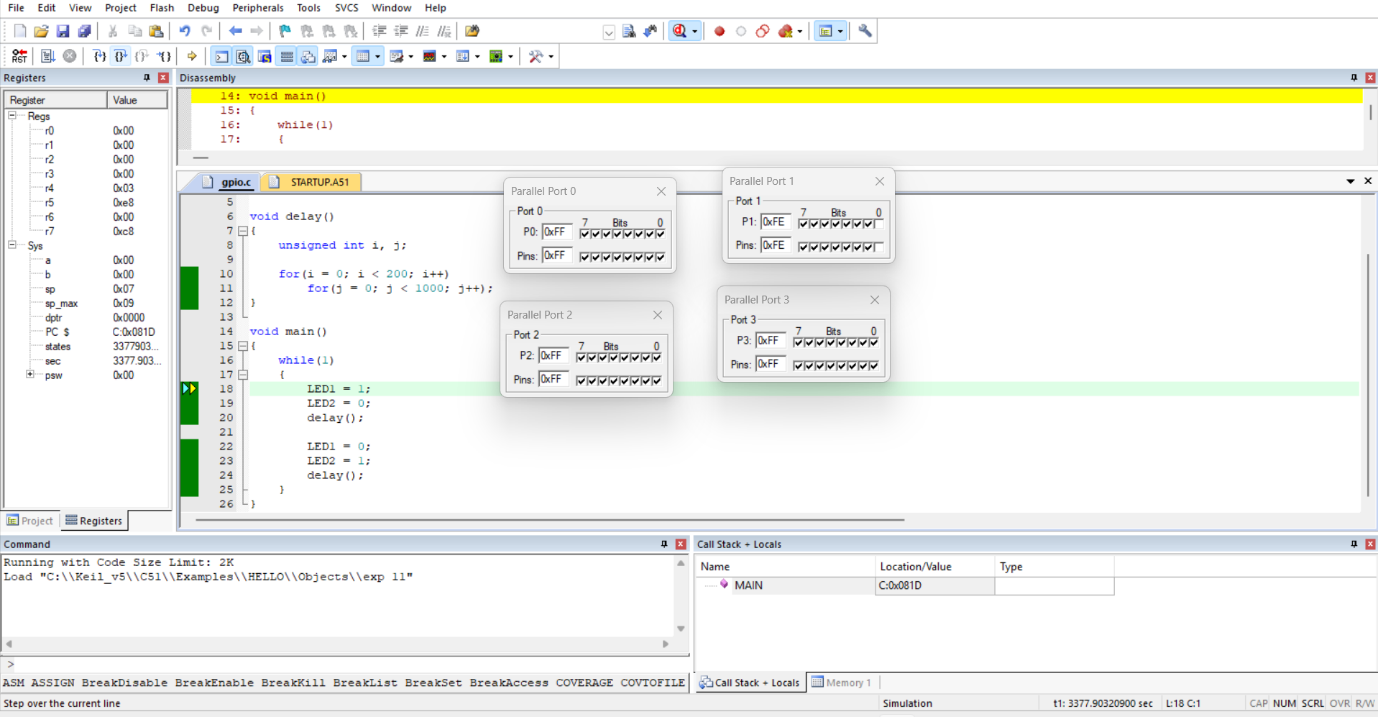 File Edit View Project Flash Debug Peripherals Tools SVCS Window Help
RST
Registers
Register Value
Regs
r0 0x00
r1 0x00
r2 0x00
r3 0x00
r4 0x03
r5 0xe8
r6 0x00
r7 0xc8
Sys
a 0x00
b 0x00
sp 0x07
sp_max 0x09
dptr 0x0000
PC $ C:0x081D
states 3377903...
sec 3377.903...
psw 0x00
Project Registers
Disassembly
14: void main()
15: {
16: while(1)
17: {
gpio.c STARTUP.A51
5
6 void delay()
7 {
8 unsigned int i, j;
9
10 for(i = 0; i < 200; i++)
11 for(j = 0; j < 1000; j++);
12 }
13
14 void main()
15 {
16 while(1)
17 {
18 LED1 = 1;
19 LED2 = 0;
20 delay();
21
22 LED1 = 0;
23 LED2 = 1;
24 delay();
25 }
26 }
Parallel Port 0
Port 0
7 Bits 0
P0: 0xFF
Pins: 0xFF
Parallel Port 1
Port 1
7 Bits 0
P1: 0xFE
Pins: 0xFE
Parallel Port 2
Port 2
7 Bits 0
P2: 0xFF
Pins: 0xFF
Parallel Port 3
Port 3
7 Bits 0
P3: 0xFF
Pins: 0xFF
Command
Running with Code Size Limit: 2K
Load "C:\\Keil_v5\\C51\\Examples\\HELLO\\Objects\\exp 11"
>
ASM ASSIGN BreakDisable BreakEnable BreakKill BreakList BreakSet BreakAccess COVERAGE COVTOFILE
Call Stack + Locals
Name Location/Value Type
MAIN C:0x081D
Call Stack + Locals Memory 1
Step over the current line Simulation t1: 3377.90320900 sec L:18 C:1 CAP NUM SCRL OVR R/W